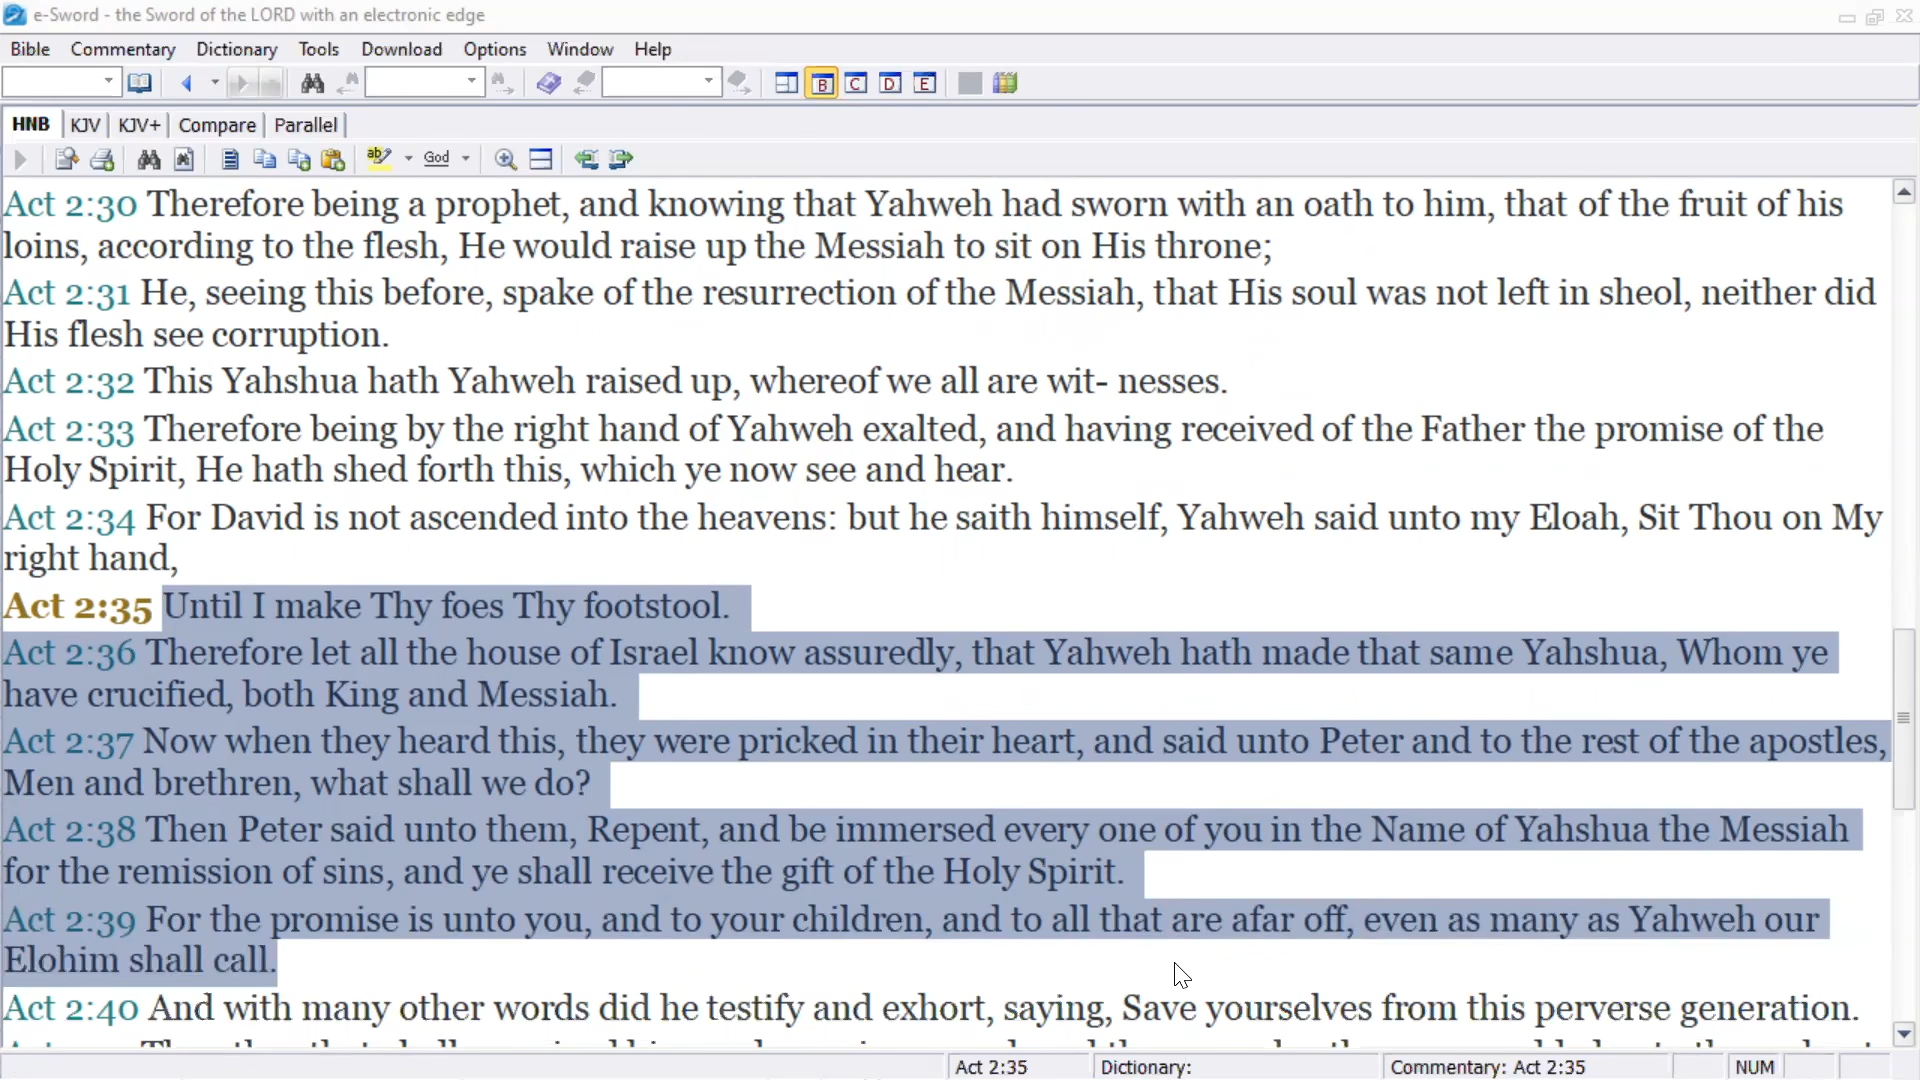 e-Sword - the Sword of the LORD with an electronic edge
Bible Commentary Dictionary Tools Download Options Window Help
B C D E
HNB KJV KJV+ Compare Parallel
ab God
Act 2:30 Therefore being a prophet, and knowing that Yahweh had sworn with an oath to him, that of the fruit of his
loins, according to the flesh, He would raise up the Messiah to sit on His throne;
Act 2:31 He, seeing this before, spake of the resurrection of the Messiah, that His soul was not left in sheol, neither did
His flesh see corruption.
Act 2:32 This Yahshua hath Yahweh raised up, whereof we all are wit- nesses.
Act 2:33 Therefore being by the right hand of Yahweh exalted, and having received of the Father the promise of the
Holy Spirit, He hath shed forth this, which ye now see and hear.
Act 2:34 For David is not ascended into the heavens: but he saith himself, Yahweh said unto my Eloah, Sit Thou on My
right hand,
Act 2:35 Until I make Thy foes Thy footstool.
Act 2:36 Therefore let all the house of Israel know assuredly, that Yahweh hath made that same Yahshua, Whom ye
have crucified, both King and Messiah.
Act 2:37 Now when they heard this, they were pricked in their heart, and said unto Peter and to the rest of the apostles,
Men and brethren, what shall we do?
Act 2:38 Then Peter said unto them, Repent, and be immersed every one of you in the Name of Yahshua the Messiah
for the remission of sins, and ye shall receive the gift of the Holy Spirit.
Act 2:39 For the promise is unto you, and to your children, and to all that are afar off, even as many as Yahweh our
Elohim shall call.
Act 2:40 And with many other words did he testify and exhort, saying, Save yourselves from this perverse generation.
Act 2:35 Dictionary: Commentary: Act 2:35 NUM